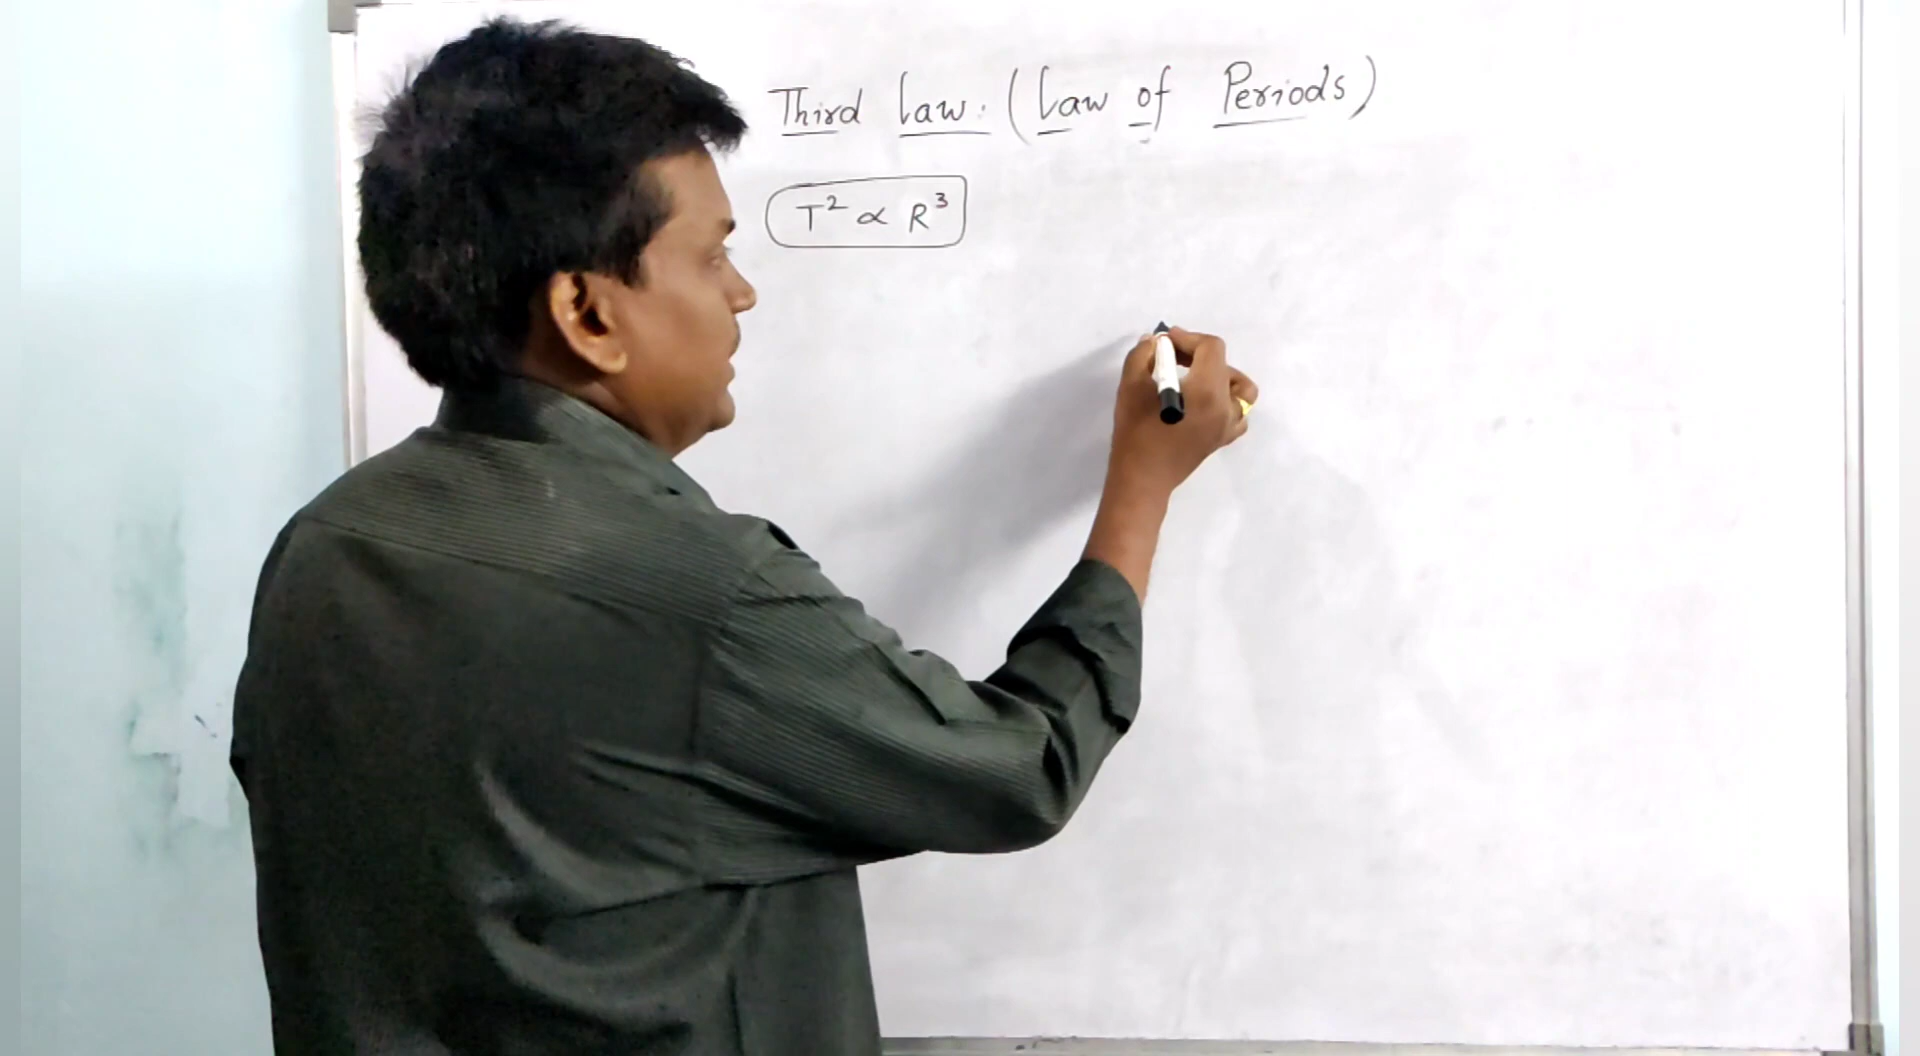 Third law. (Law of Periods)
T² ∝ R³